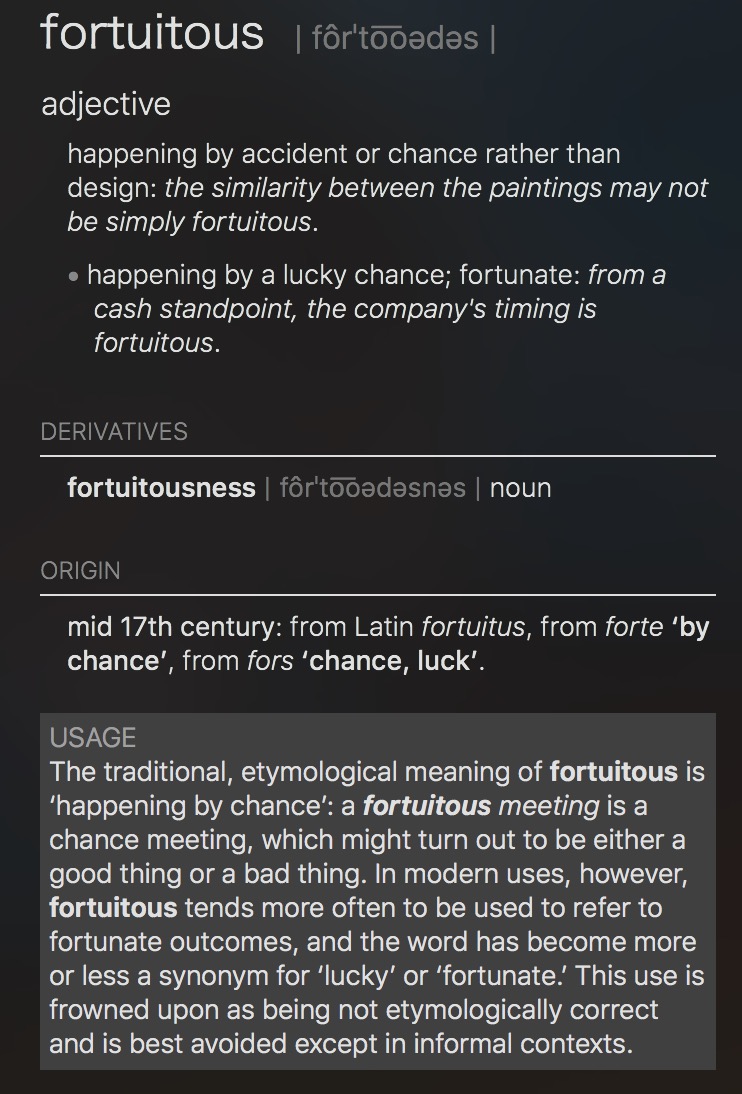 fortuitous | fôrˈto͞oədəs |
adjective
happening by accident or chance rather than
design: the similarity between the paintings may not
be simply fortuitous.
• happening by a lucky chance; fortunate: from a
cash standpoint, the company's timing is
fortuitous.
DERIVATIVES
fortuitousness | fôrˈto͞oədəsnəs | noun
ORIGIN
mid 17th century: from Latin fortuitus, from forte ‘by
chance’, from fors ‘chance, luck’.
USAGE
The traditional, etymological meaning of fortuitous is
‘happening by chance’: a fortuitous meeting is a
chance meeting, which might turn out to be either a
good thing or a bad thing. In modern uses, however,
fortuitous tends more often to be used to refer to
fortunate outcomes, and the word has become more
or less a synonym for ‘lucky’ or ‘fortunate.’ This use is
frowned upon as being not etymologically correct
and is best avoided except in informal contexts.